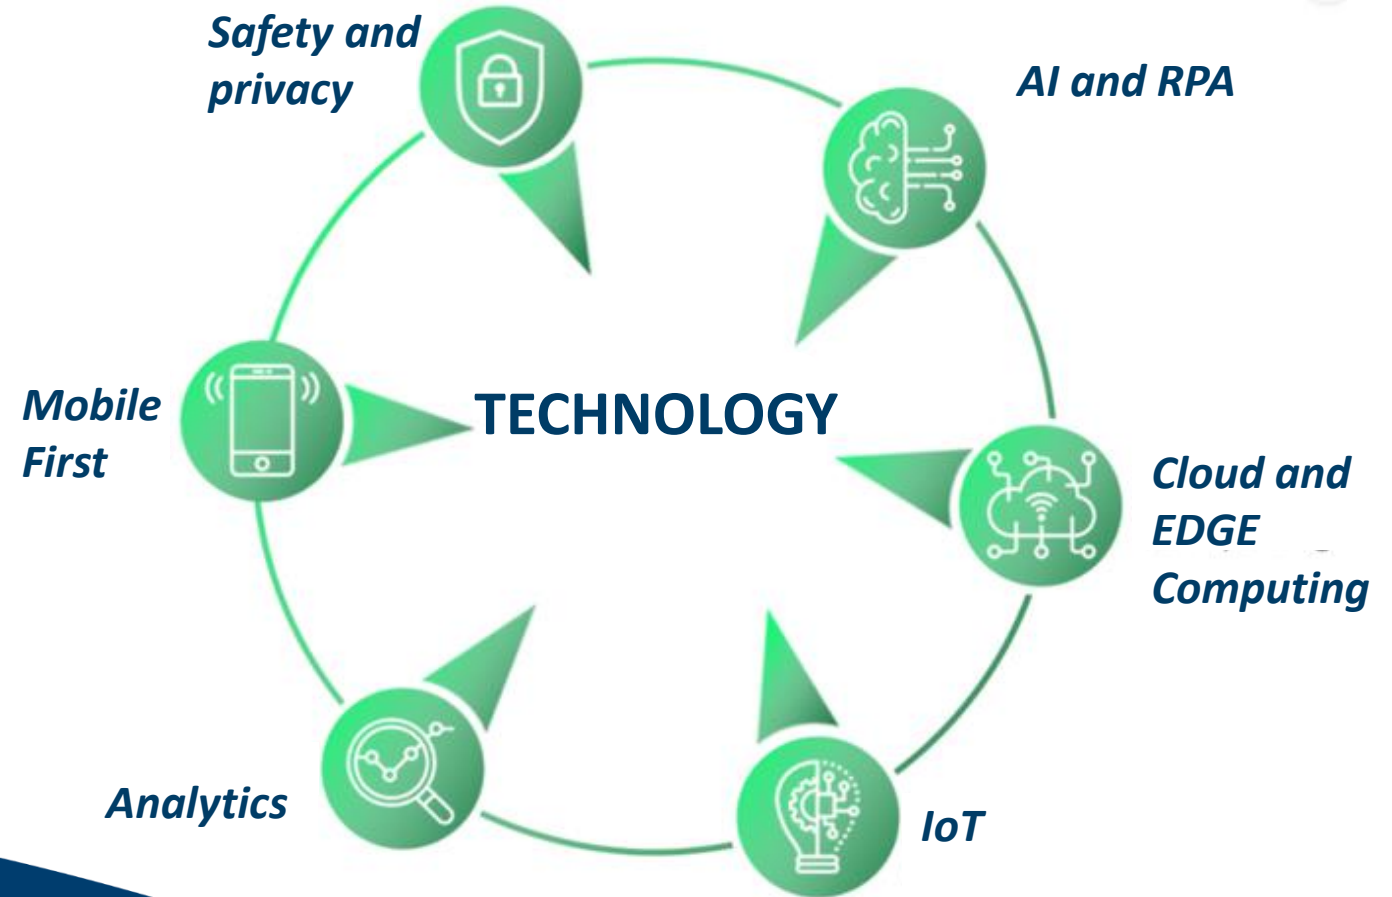 Safety and
privacy
AI and RPA
Mobile
First
TECHNOLOGY
Cloud and
EDGE
Computing
Analytics
IoT